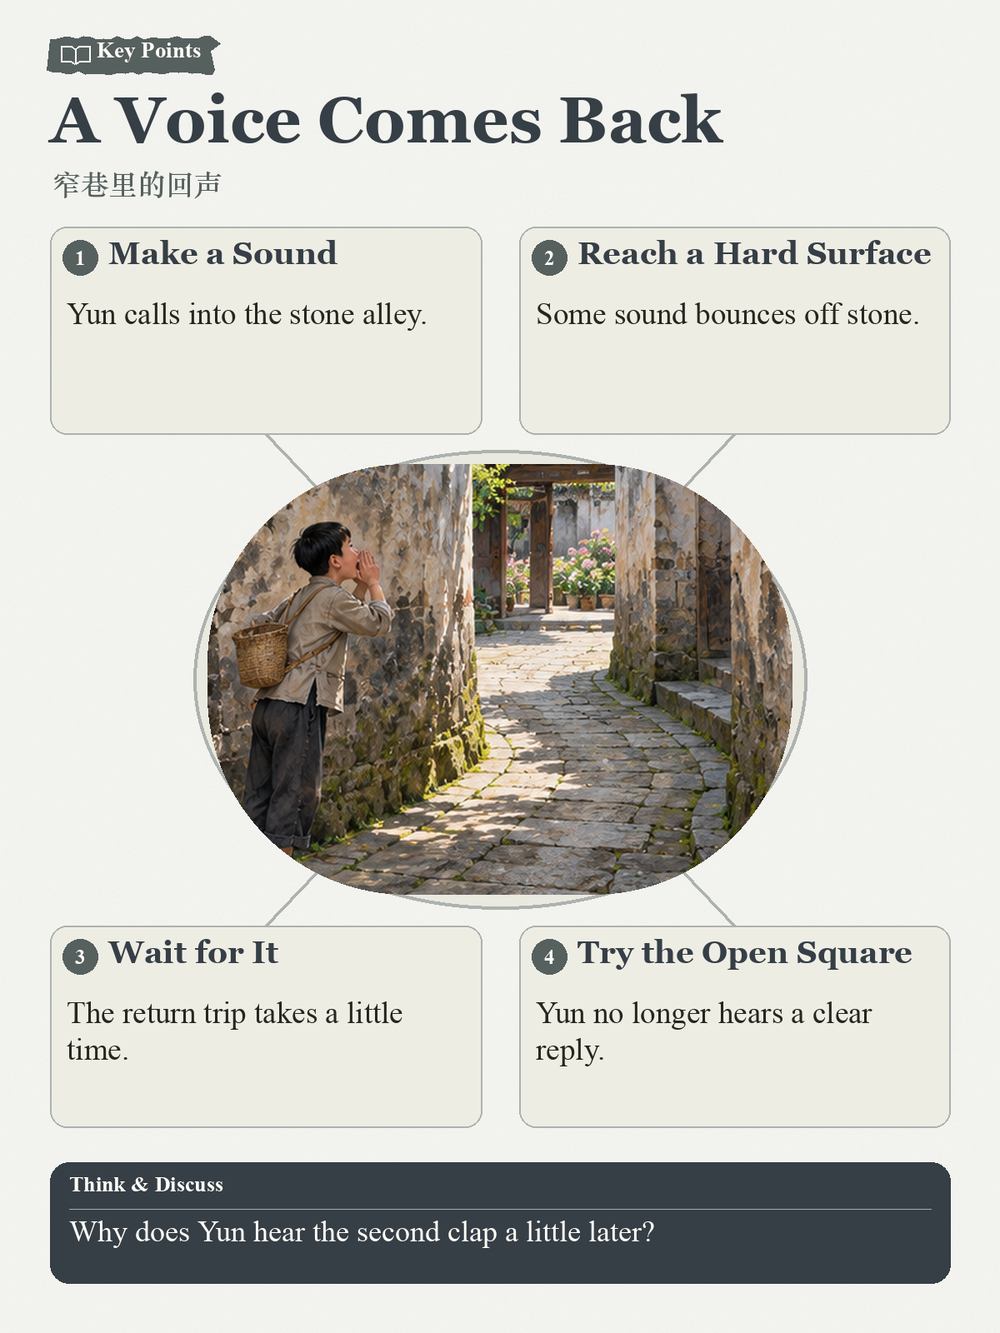 Key Points
A Voice Comes Back
窄巷里的回声
1 Make a Sound
Yun calls into the stone alley.
2 Reach a Hard Surface
Some sound bounces off stone.
3 Wait for It
The return trip takes a little
time.
4 Try the Open Square
Yun no longer hears a clear
reply.
Think & Discuss
Why does Yun hear the second clap a little later?